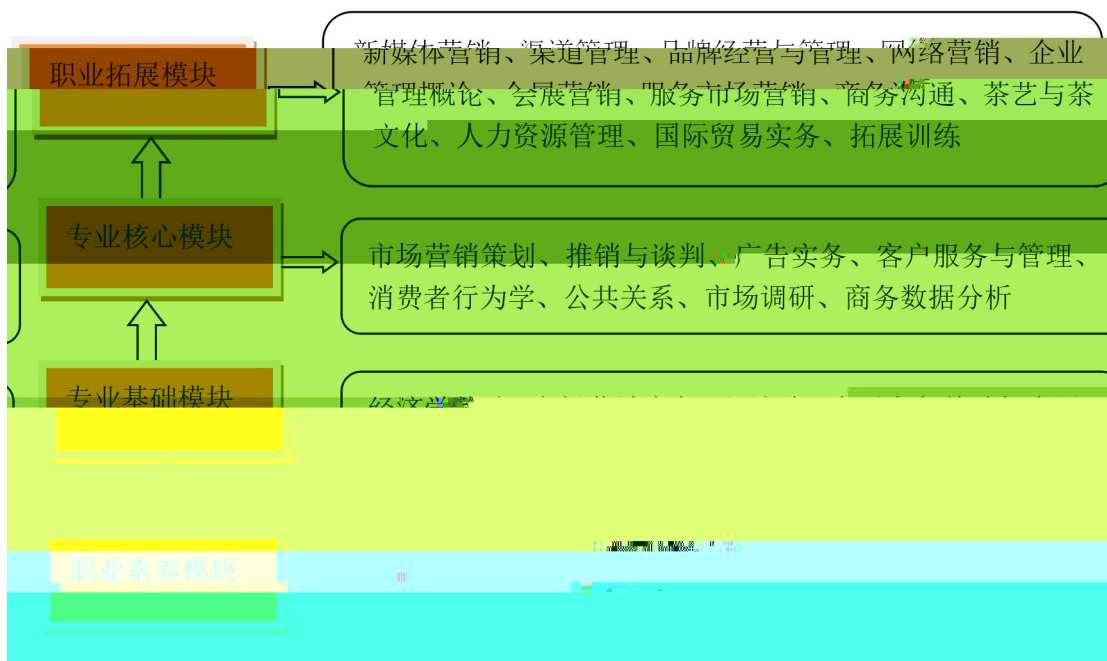 职业拓展模块
新媒体营销、渠道管理、品牌经营与管理、网络营销、企业
管理概论、会展营销、服务市场营销、商务沟通、茶艺与茶
文化、人力资源管理、国际贸易实务、拓展训练
专业核心模块
市场营销策划、推销与谈判、广告实务、客户服务与管理、
消费者行为学、公共关系、市场调研、商务数据分析
专业基础模块
经济学
职业素养模块